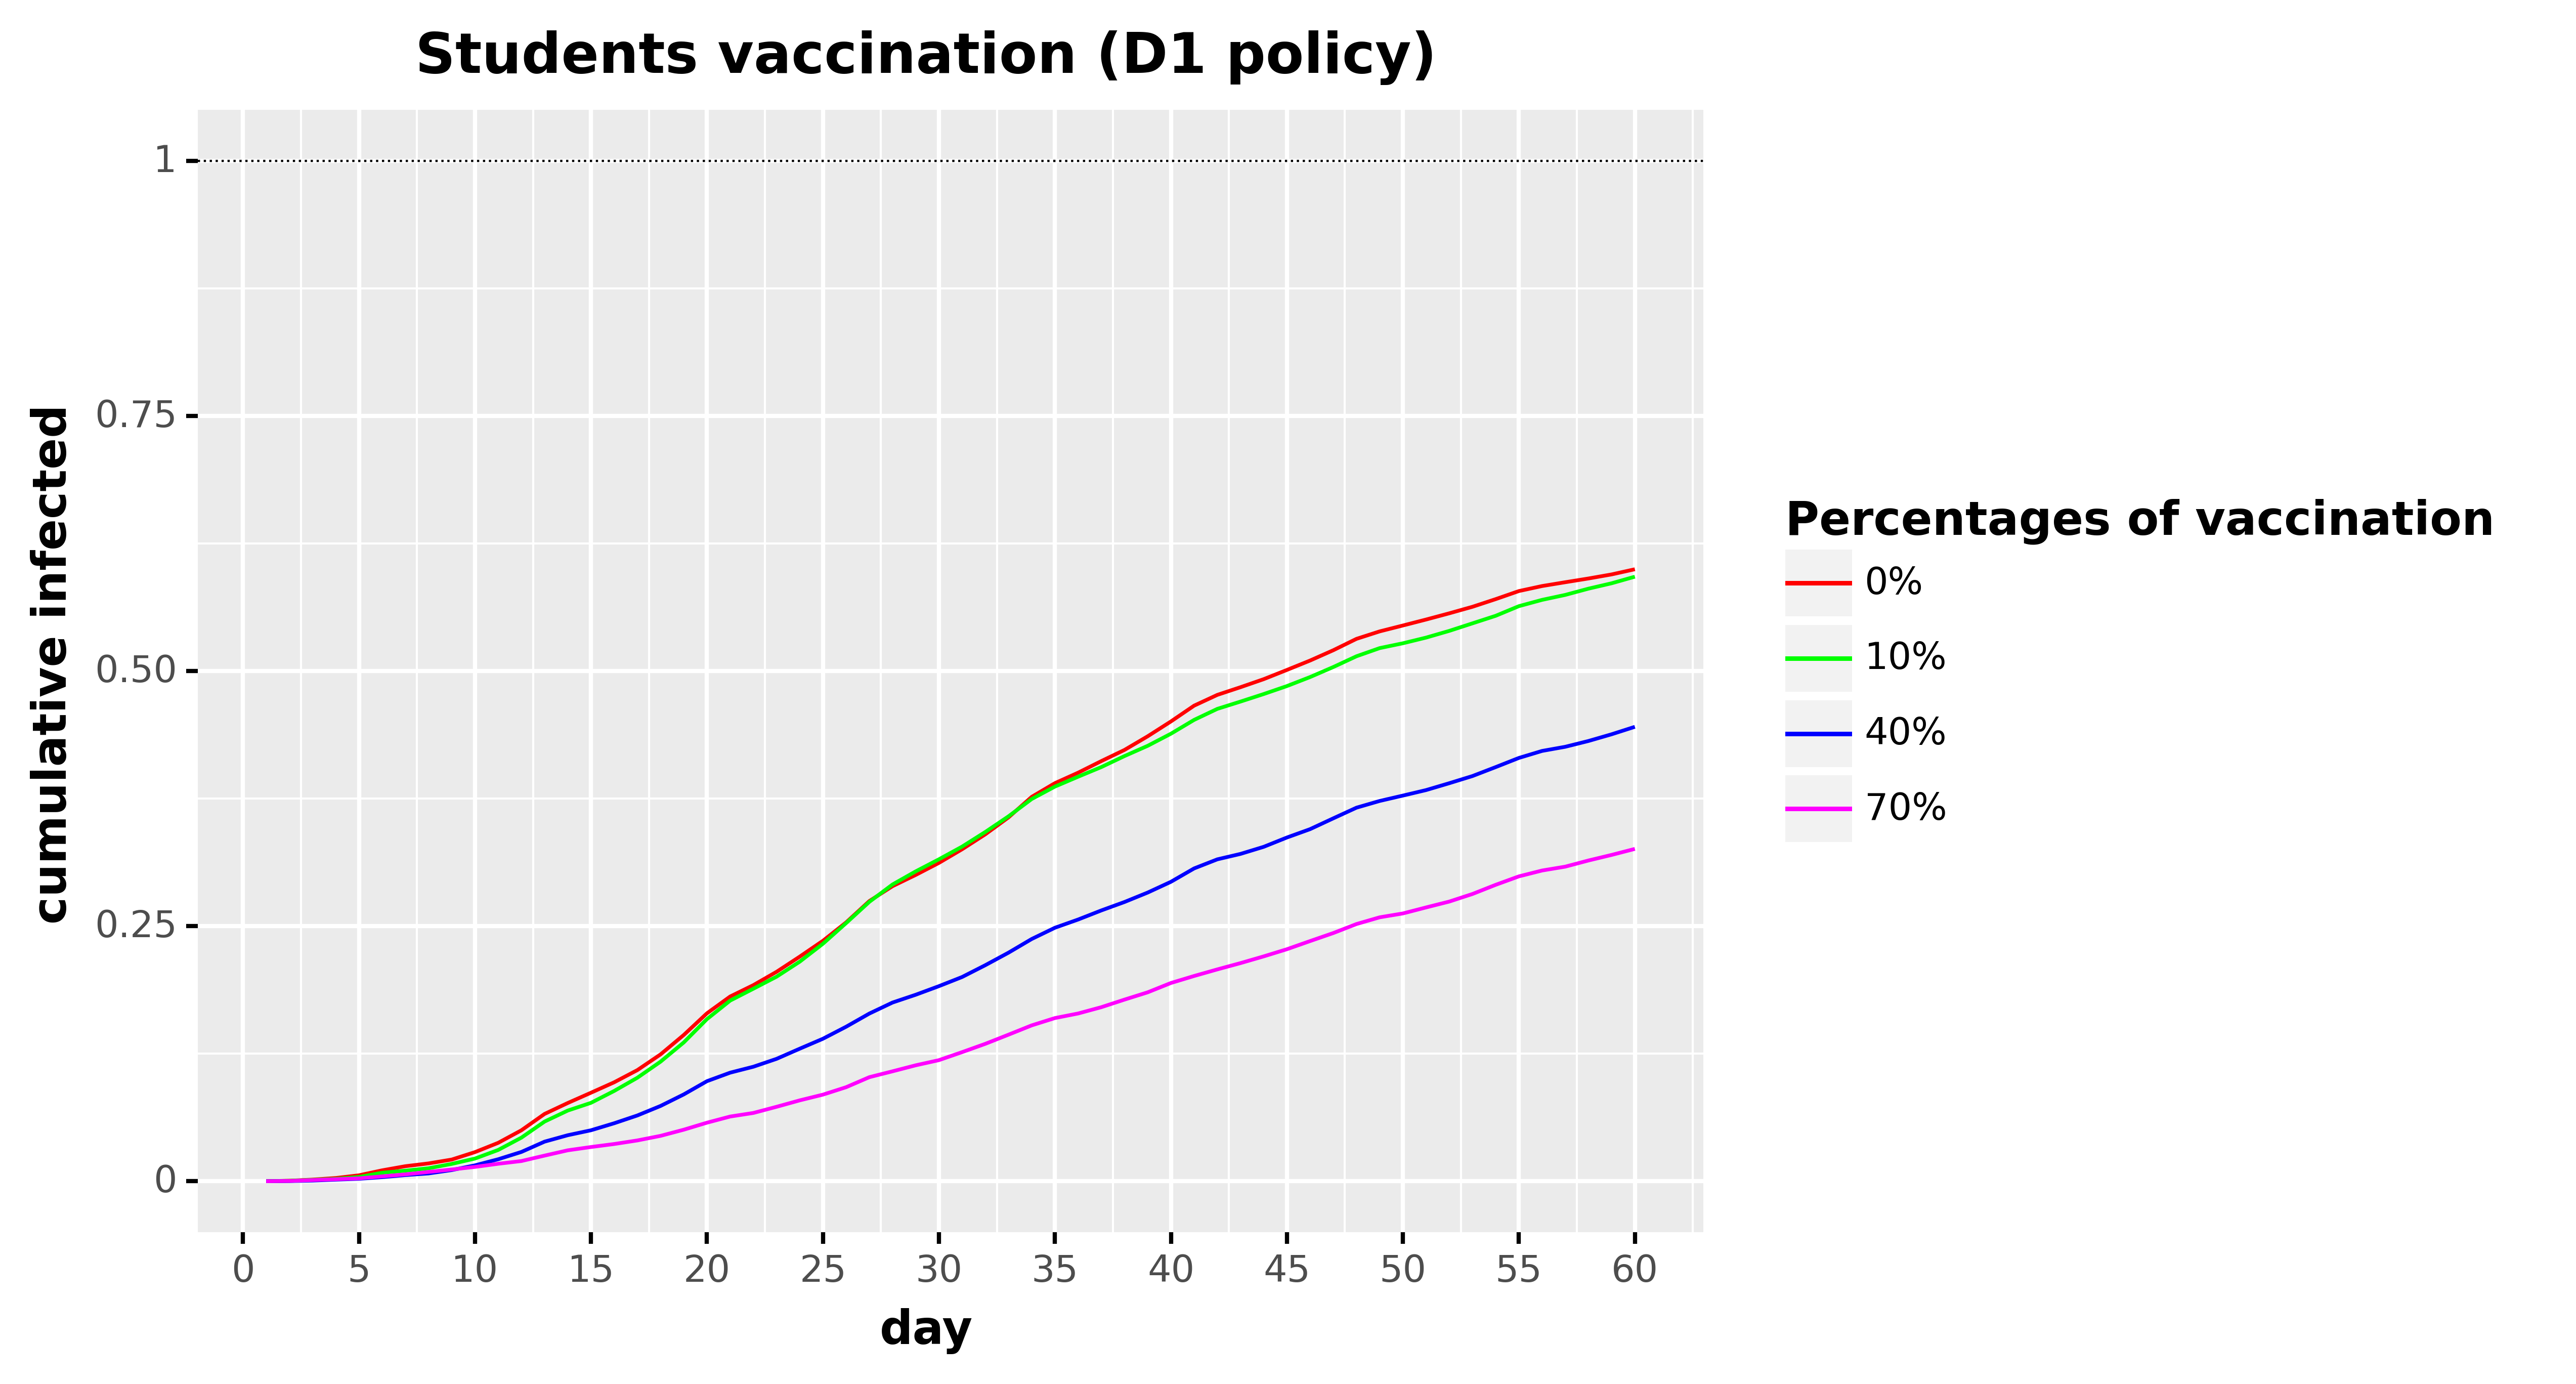 Students vaccination (D1 policy)
cumulative infected
1
0.75
0.50
0.25
0
0 5 10 15 20 25 30 35 40 45 50 55 60
day
Percentages of vaccination
0%
10%
40%
70%